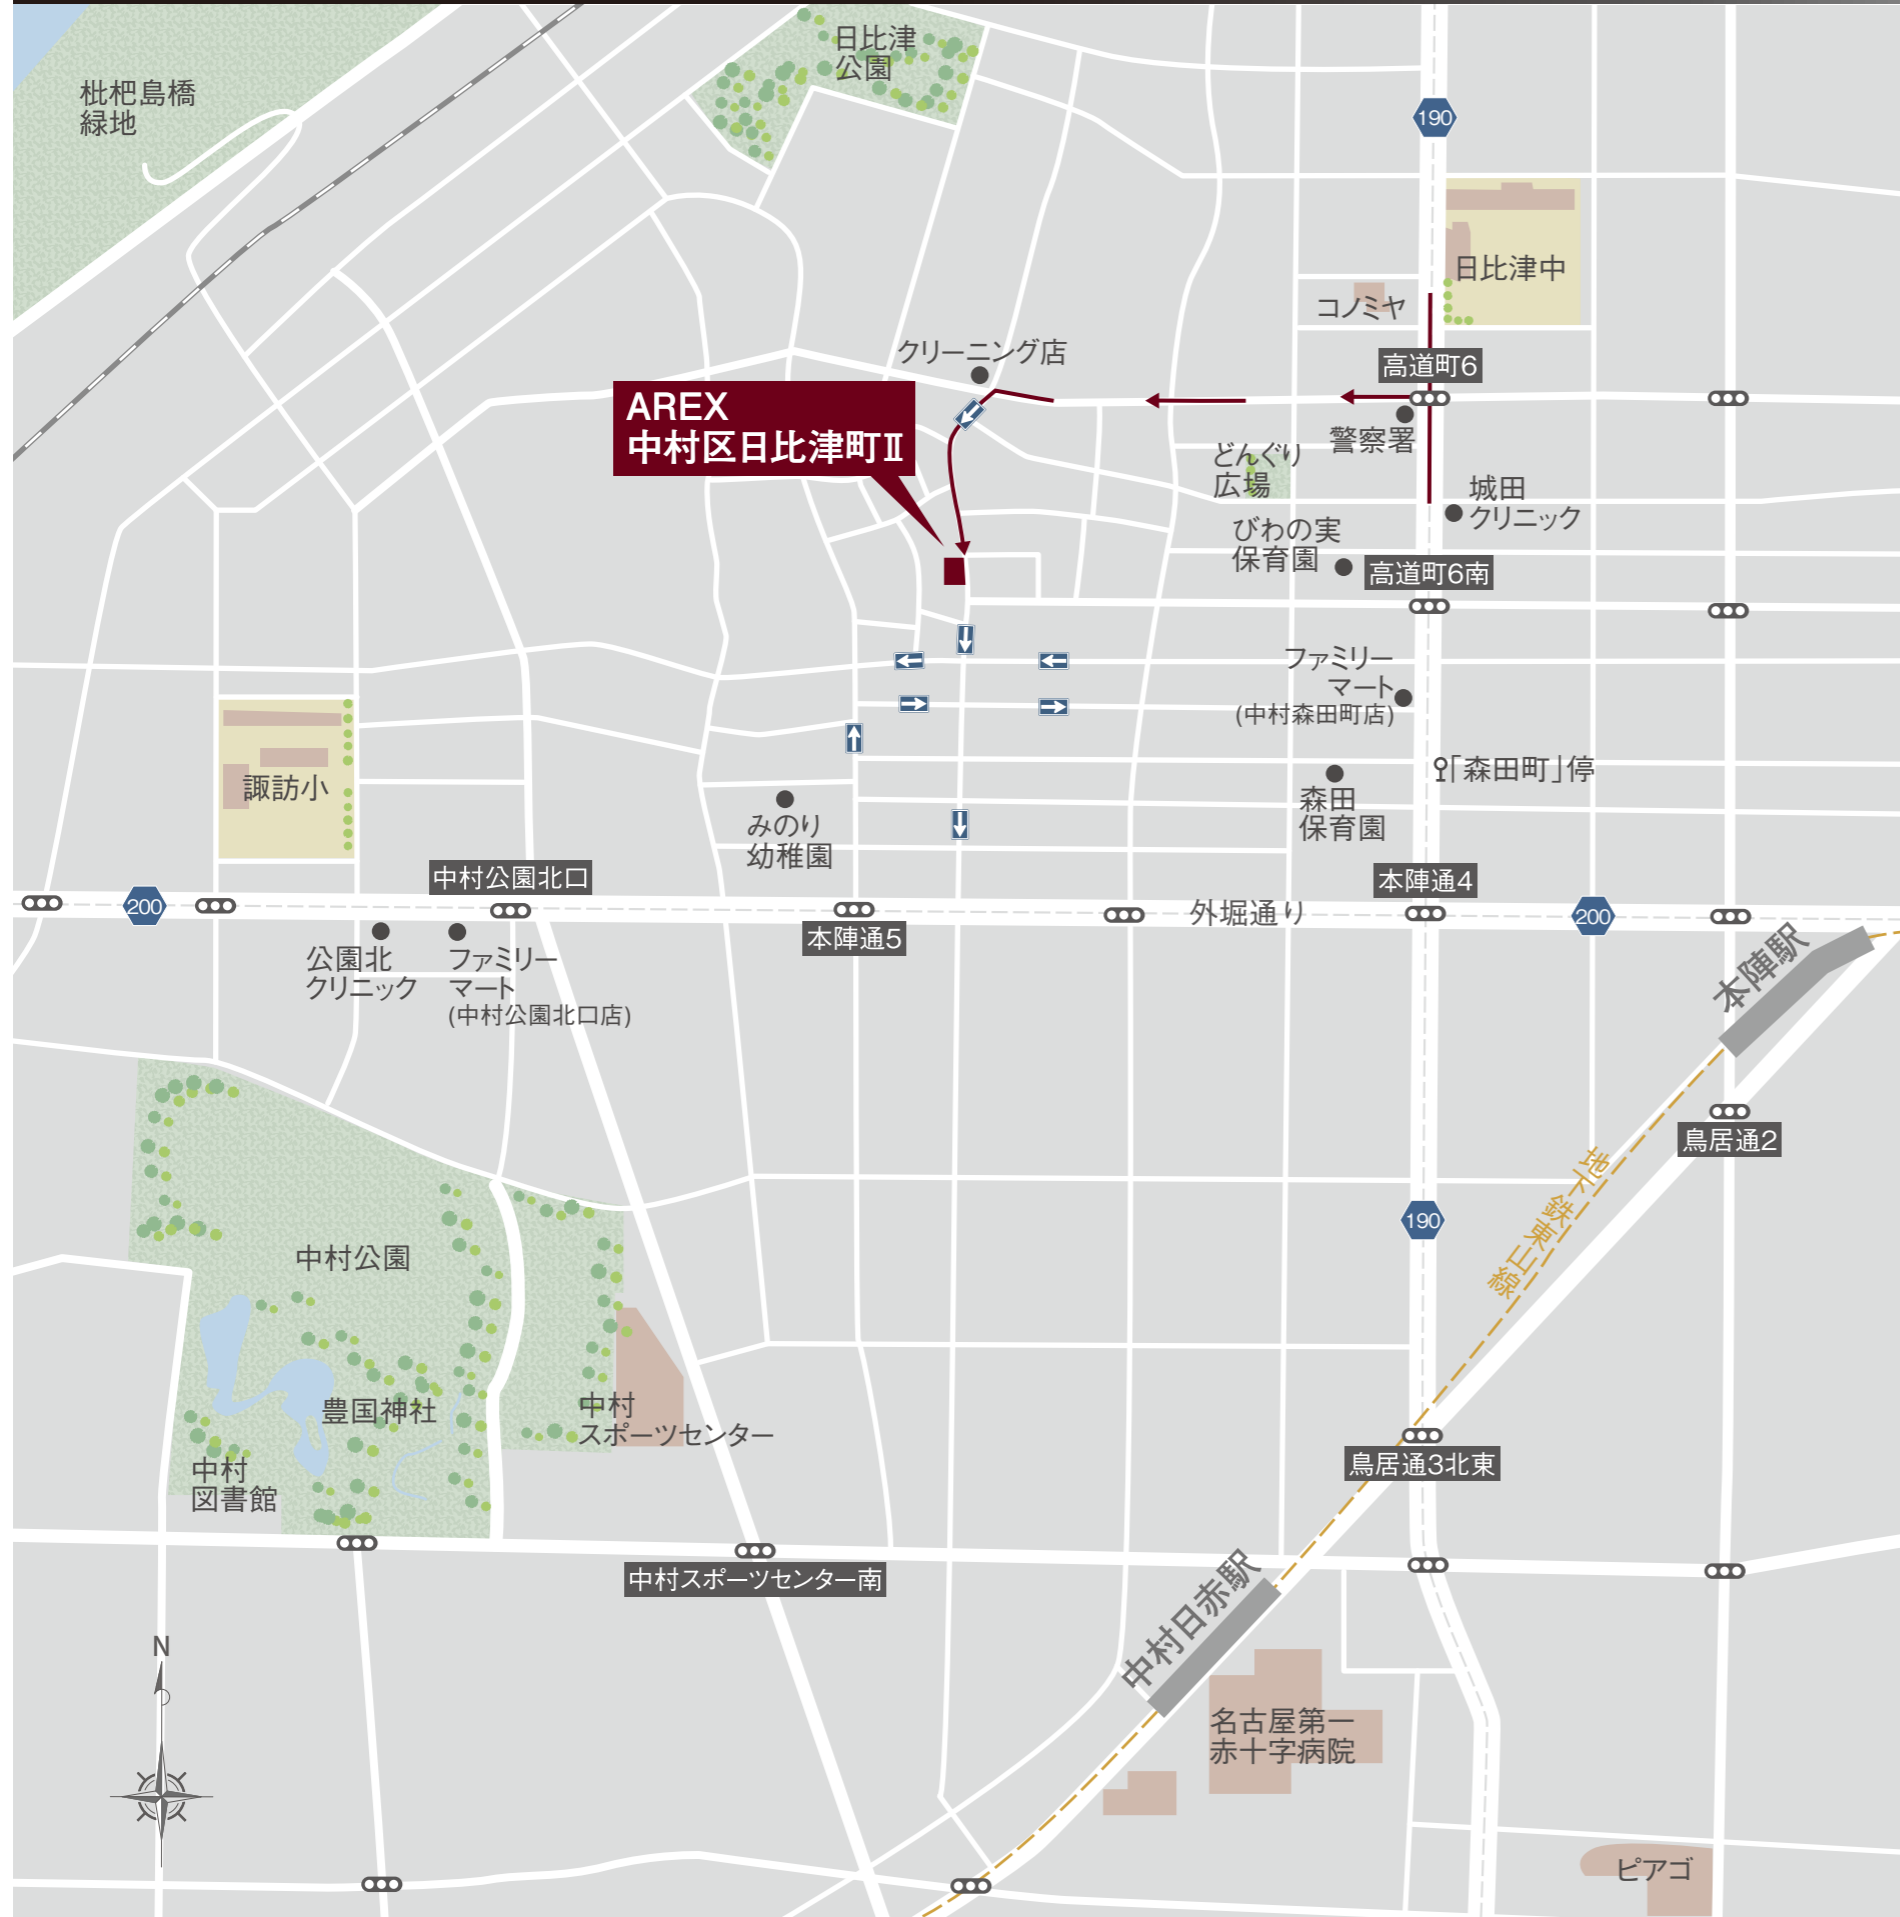 日比津
公園
枇杷島橋
緑地
190
日比津中
コノミヤ
クリーニング店
高道町6
AREX
中村区日比津町Ⅱ
警察署
どんぐり
広場
城田
クリニック
びわの実
保育園
高道町6南
ファミリー
マート
(中村森田町店)
「森田町」停
諏訪小
みのり
幼稚園
森田
保育園
中村公園北口
本陣通4
200
外堀通り
200
本陣通5
公園北
クリニック
ファミリー
マート
(中村公園北口店)
本陣駅
鳥居通2
地下鉄東山線
190
中村公園
豊国神社
中村
スポーツセンター
中村
図書館
鳥居通3北東
中村スポーツセンター南
中村日赤駅
N
名古屋第一
赤十字病院
ピアゴ